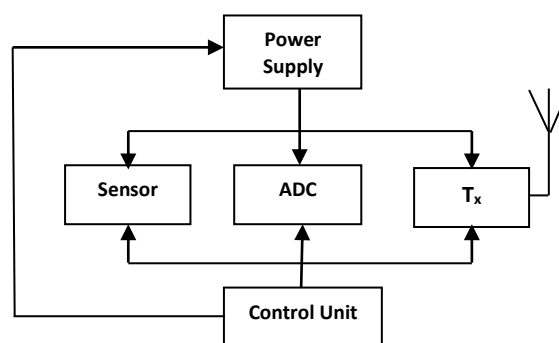 Power
Supply
Sensor
ADC
Tx
Control Unit